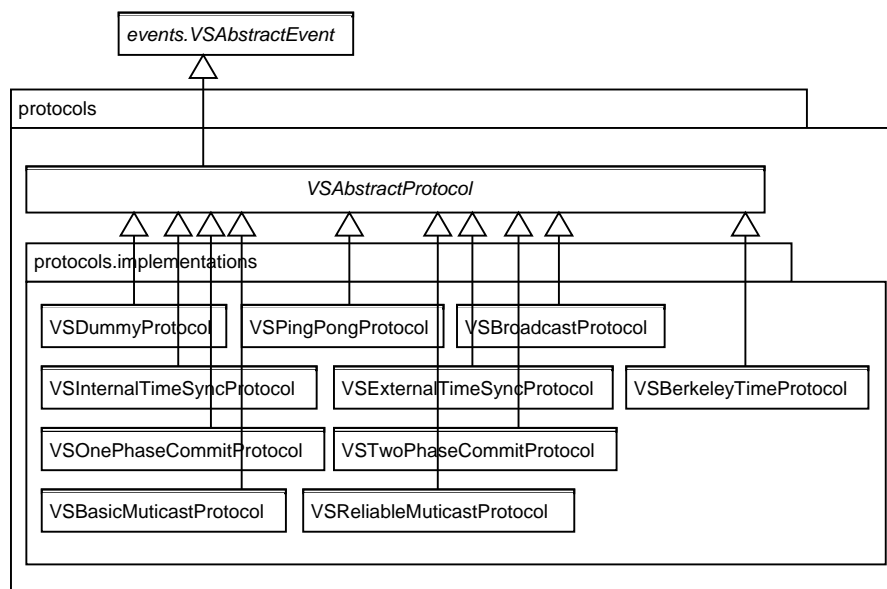 events.VSAbstractEvent
protocols
VSAbstractProtocol
protocols.implementations
VSDummyProtocol
VSPingPongProtocol
VSBroadcastProtocol
VSInternalTimeSyncProtocol
VSExternalTimeSyncProtocol
VSBerkeleyTimeProtocol
VSOnePhaseCommitProtocol
VSTwoPhaseCommitProtocol
VSBasicMuticastProtocol
VSReliableMuticastProtocol